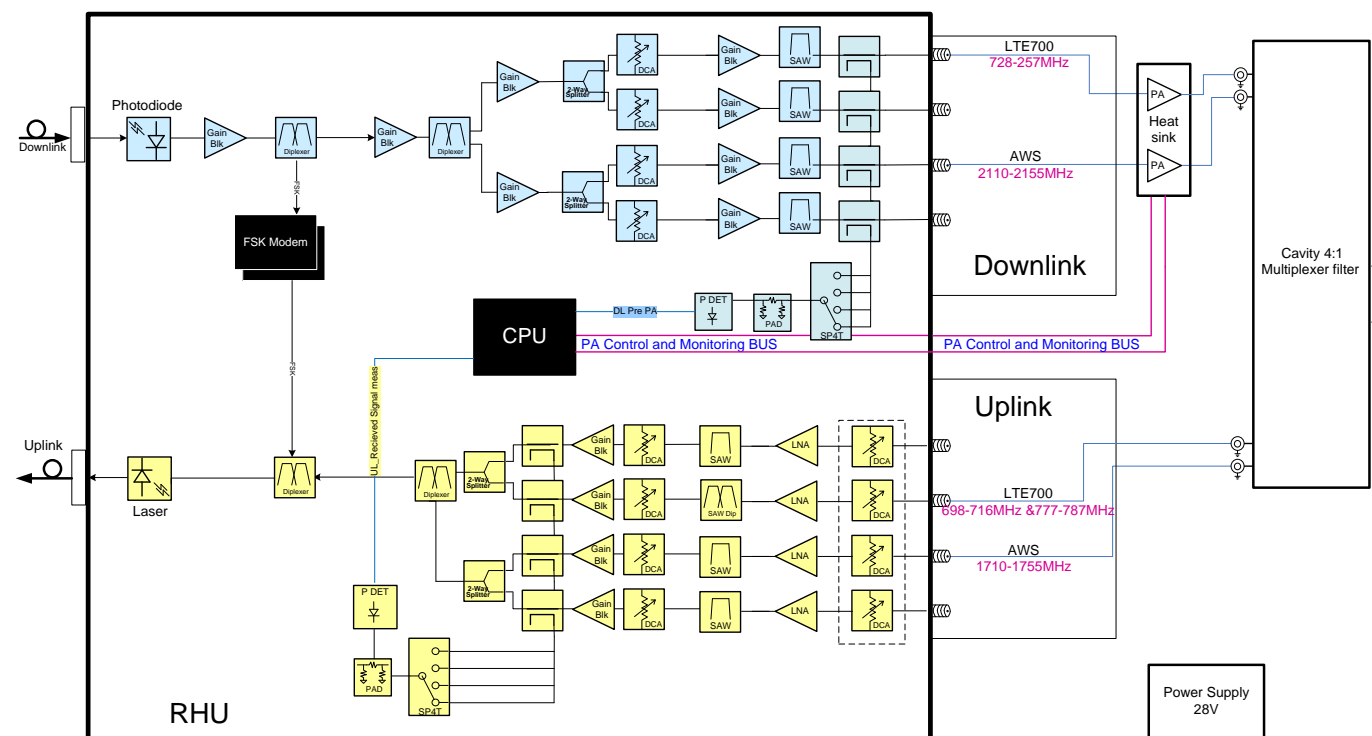 LTE700
728-257MHz
Gain
Blk
DCA
Gain
Blk
SAW
2-Way
Splitter
DCA
Gain
Blk
SAW
PA
Heat
sink
PA
Photodiode
Downlink
Gain
Blk
Diplexer
Gain
Blk
Diplexer
DCA
Gain
Blk
SAW
AWS
2110-2155MHz
Gain
Blk
2-Way
Splitter
DCA
Gain
Blk
SAW
FSK
FSK Modem
Downlink
Cavity 4:1
Multiplexer filter
CPU
DL Pre PA
P DET
PAD
SP4T
PA Control and Monitoring BUS
PA Control and Monitoring BUS
FSK
UL_Recieved Signal meas
Uplink
Uplink
Laser
Diplexer
Diplexer
2-Way
Splitter
Gain
Blk
DCA
SAW
LNA
DCA
Gain
Blk
DCA
SAW Dip
LNA
DCA
LTE700
698-716MHz &777-787MHz
2-Way
Splitter
Gain
Blk
DCA
SAW
LNA
DCA
AWS
1710-1755MHz
Gain
Blk
DCA
SAW
LNA
DCA
P DET
PAD
SP4T
RHU
Power Supply
28V